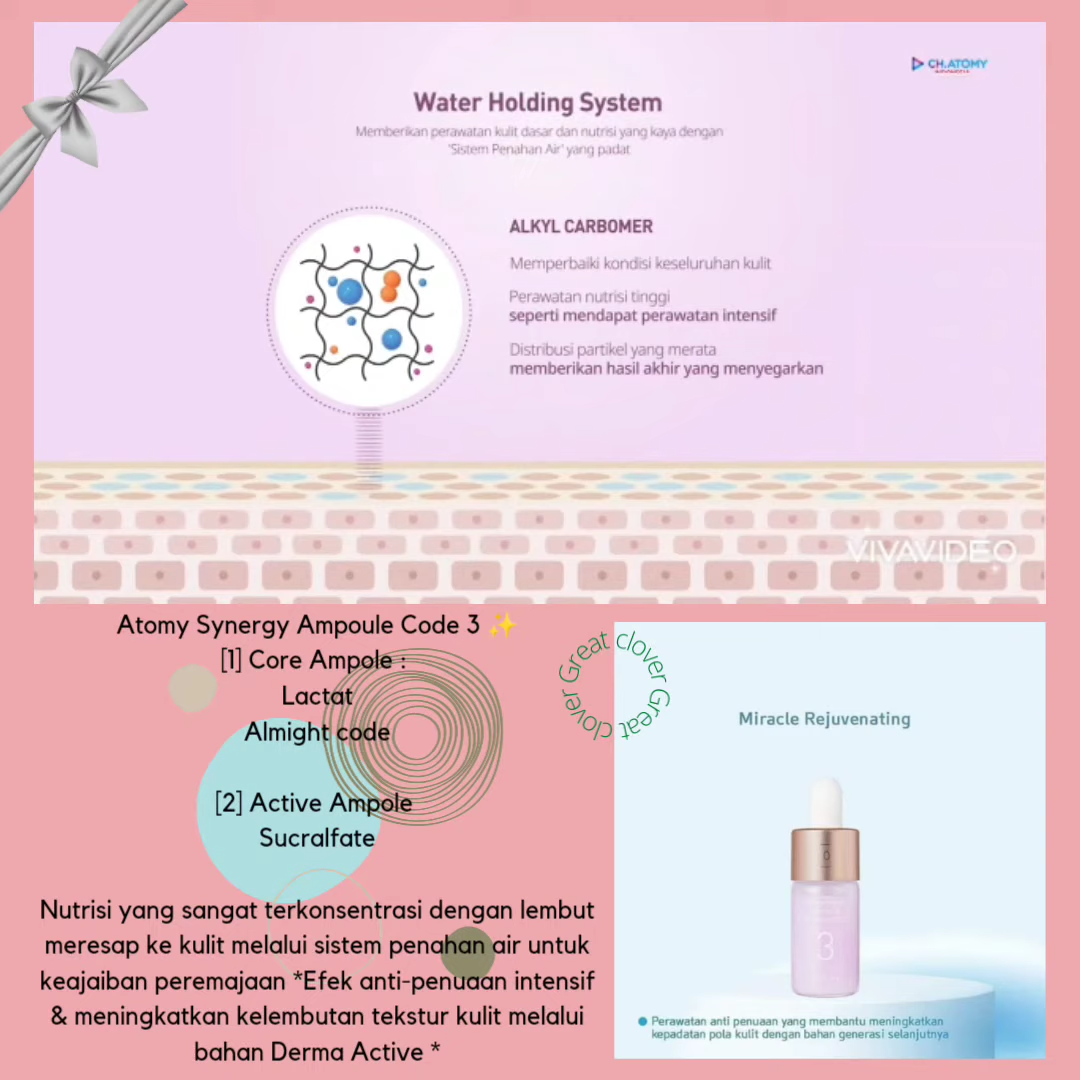 CH.ATOMY
INDONESIA
Water Holding System
Memberikan perawatan kulit dasar dan nutrisi yang kaya dengan
'Sistem Penahan Air' yang padat
ALKYL CARBOMER
Memperbaiki kondisi keseluruhan kulit
Perawatan nutrisi tinggi
seperti mendapat perawatan intensif
Distribusi partikel yang merata
memberikan hasil akhir yang menyegarkan
VIVAVIDEO
Atomy Synergy Ampoule Code 3 ✨
[1] Core Ampole :
Lactat
Almight code
[2] Active Ampole
Sucralfate
Nutrisi yang sangat terkonsentrasi dengan lembut
meresap ke kulit melalui sistem penahan air untuk
keajaiban peremajaan *Efek anti-penuaan intensif
& meningkatkan kelembutan tekstur kulit melalui
bahan Derma Active *
Great clover Great clover
Miracle Rejuvenating
3
Perawatan anti penuaan yang membantu meningkatkan
kepadatan pola kulit dengan bahan generasi selanjutnya